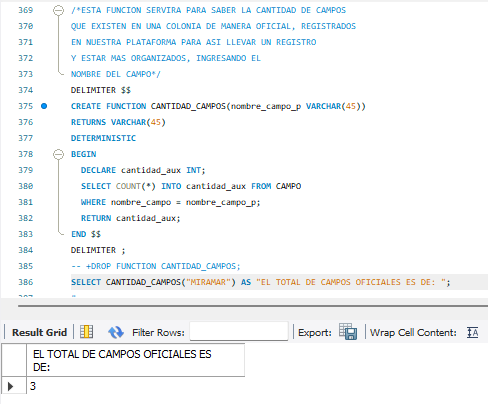 369 /*ESTA FUNCION SERVIRA PARA SABER LA CANTIDAD DE CAMPOS
370 QUE EXISTEN EN UNA COLONIA DE MANERA OFICIAL, REGISTRADOS
371 EN NUESTRA PLATAFORMA PARA ASI LLEVAR UN REGISTRO
372 Y ESTAR MAS ORGANIZADOS, INGRESANDO EL
373 NOMBRE DEL CAMPO*/
374 DELIMITER $$
375 CREATE FUNCTION CANTIDAD_CAMPOS(nombre_campo_p VARCHAR(45))
376 RETURNS VARCHAR(45)
377 DETERMINISTIC
378 BEGIN
379 DECLARE cantidad_aux INT;
380 SELECT COUNT(*) INTO cantidad_aux FROM CAMPO
381 WHERE nombre_campo = nombre_campo_p;
382 RETURN cantidad_aux;
383 END $$
384 DELIMITER ;
385 -- +DROP FUNCTION CANTIDAD_CAMPOS;
386 SELECT CANTIDAD_CAMPOS("MIRAMAR") AS "EL TOTAL DE CAMPOS OFICIALES ES DE: ";
Result Grid Filter Rows: Export: Wrap Cell Content:
EL TOTAL DE CAMPOS OFICIALES ES
DE:
3